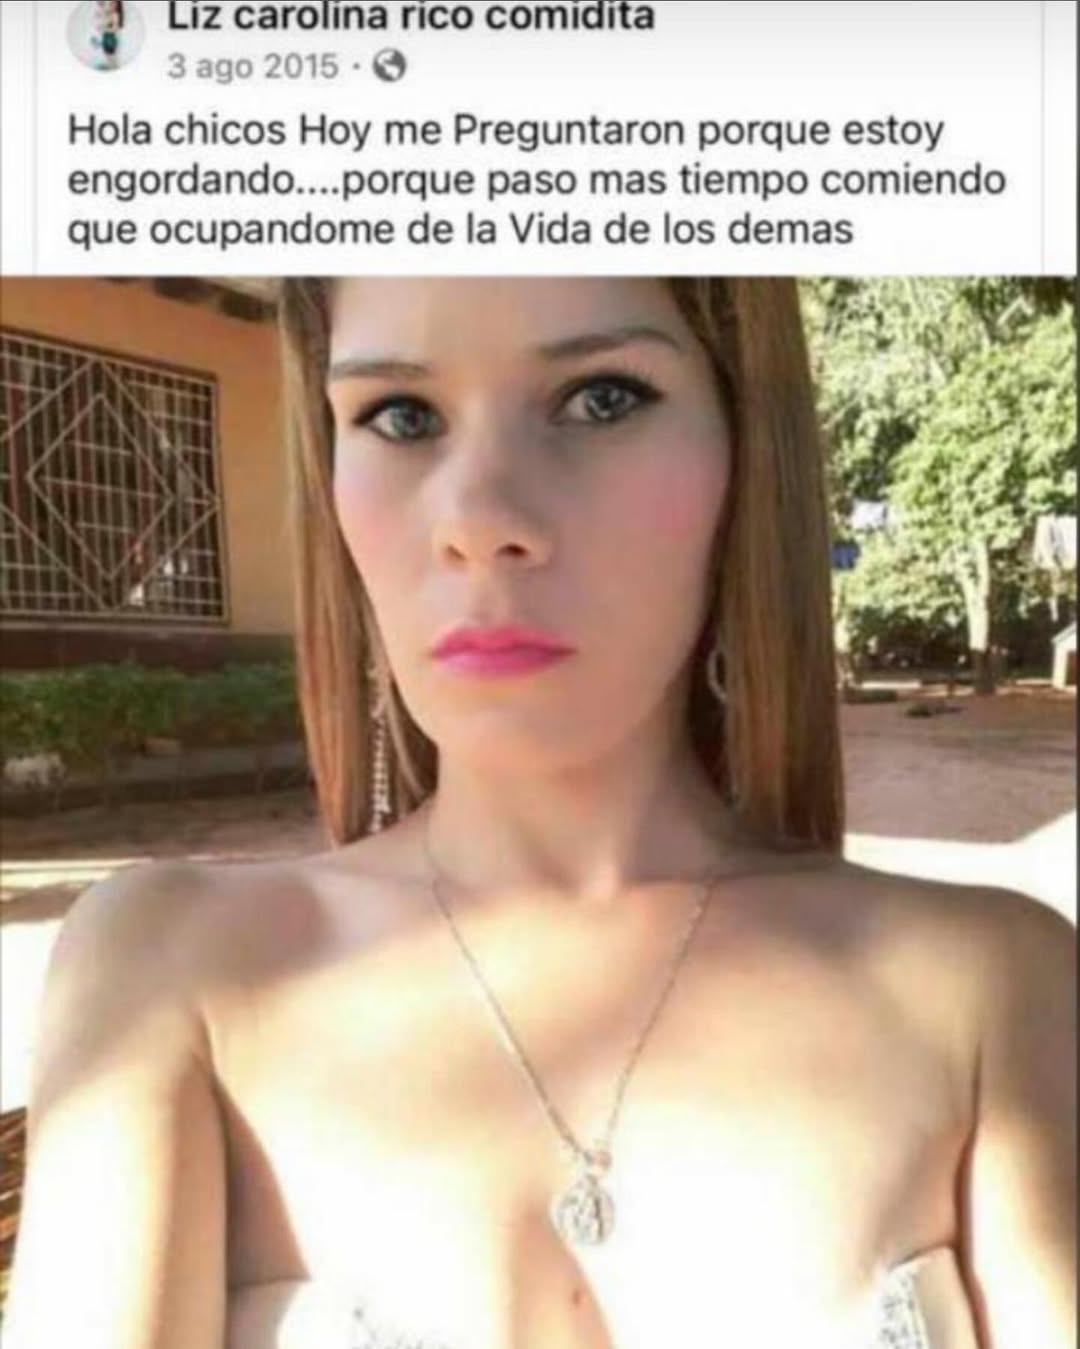 Liz carolina rico comidita
3 ago 2015 ·
Hola chicos Hoy me Preguntaron porque estoy
engordando....porque paso mas tiempo comiendo
que ocupandome de la Vida de los demas